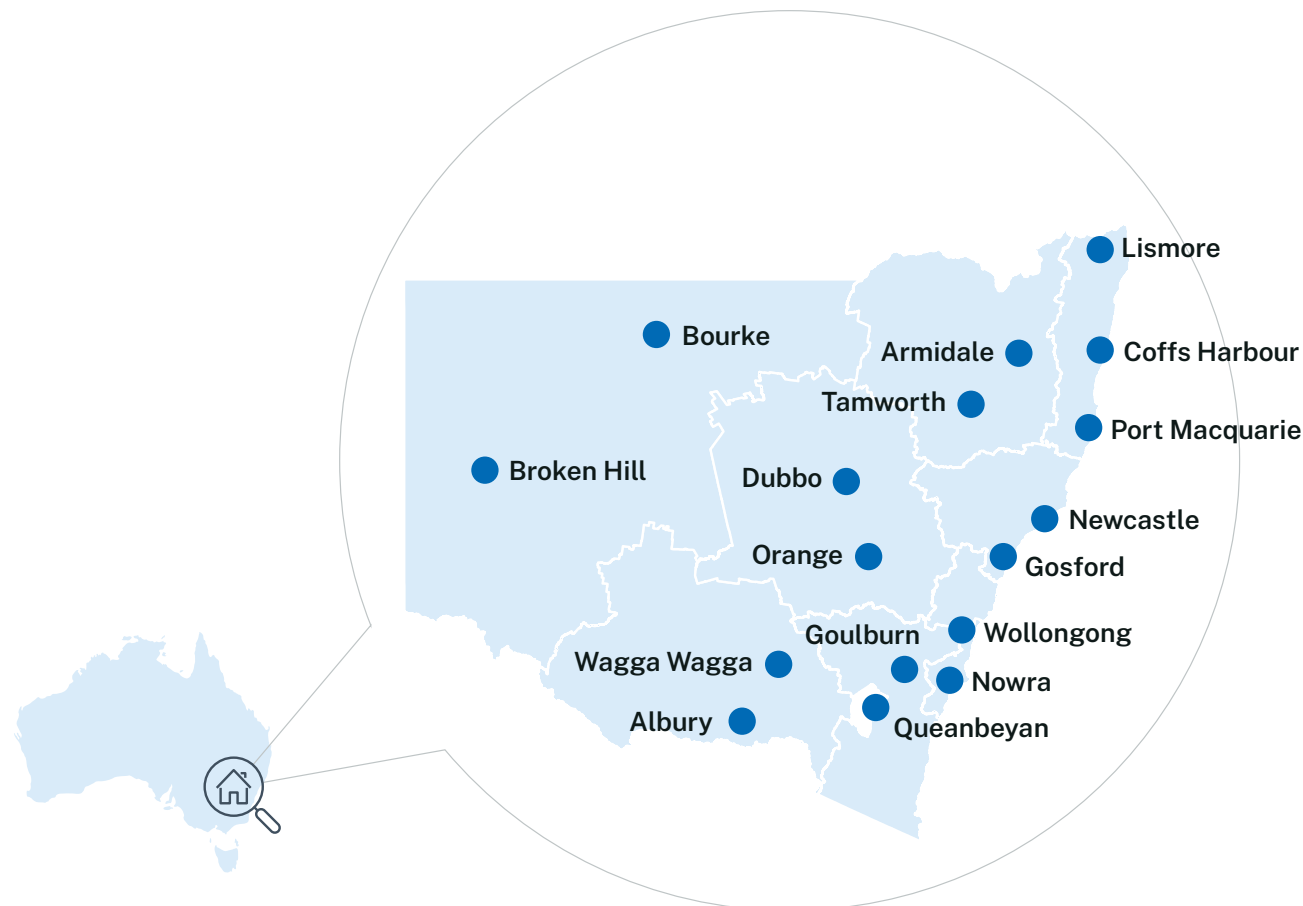 Lismore
Bourke
Armidale
Coffs Harbour
Tamworth
Port Macquarie
Broken Hill
Dubbo
Newcastle
Orange
Gosford
Goulburn
Wollongong
Wagga Wagga
Nowra
Albury
Queanbeyan